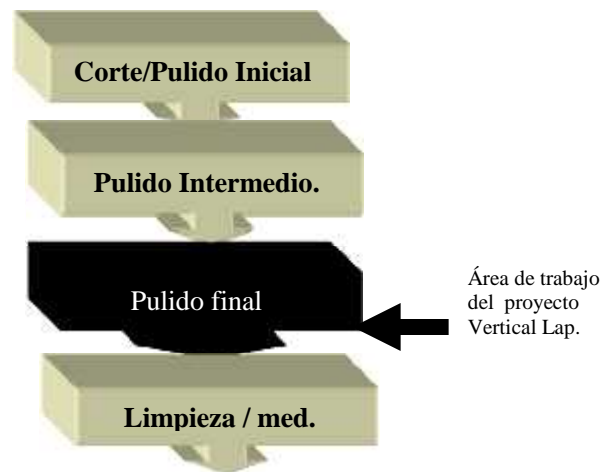 Corte/Pulido Inicial
Pulido Intermedio.
Pulido final
Área de trabajo
del proyecto
Vertical Lap.
Limpieza / med.